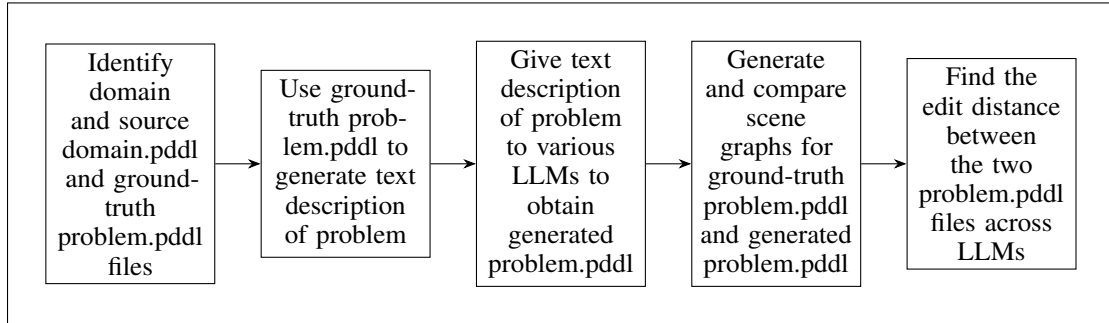 Identify
domain
and source
domain.pddl
and ground-
truth
problem.pddl
files
Use ground-
truth prob-
lem.pddl to
generate text
description
of problem
Give text
description
of problem
to various
LLMs to
obtain
generated
problem.pddl
Generate
and compare
scene
graphs for
ground-truth
problem.pddl
and generated
problem.pddl
Find the
edit distance
between
the two
problem.pddl
files across
LLMs